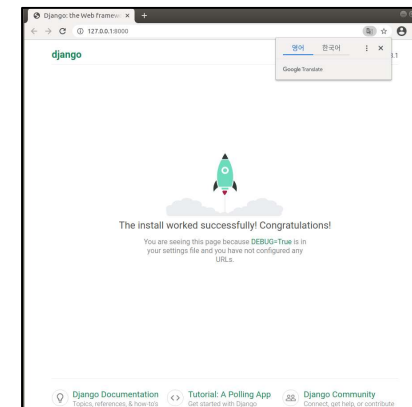 Django: the Web Framew
127.0.0.1:8000
영어 한국어
Google Translate
django
The install worked successfully! Congratulations!
You are seeing this page because DEBUG=True is in
your settings file and you have not configured any
URLs.
Django Documentation
Topics, references, & how-to's
Tutorial: A Polling App
Get started with Django
Django Community
Connect, get help, or contribute